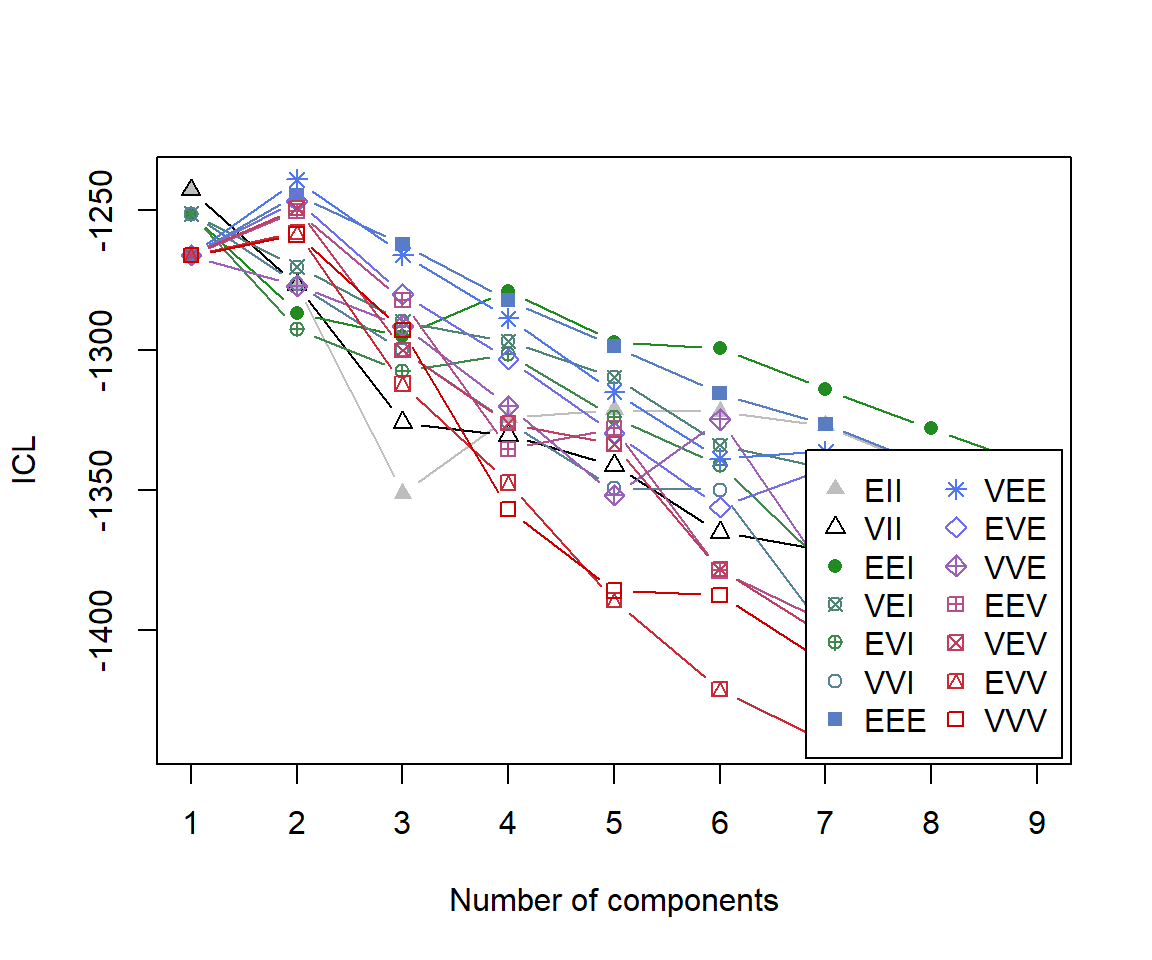 ICL
-1250
-1300
-1350
-1400
EII VEE
VII EVE
EEI VVE
VEI EEV
EVI VEV
VVI EVV
EEE VVV
1 2 3 4 5 6 7 8 9
Number of components